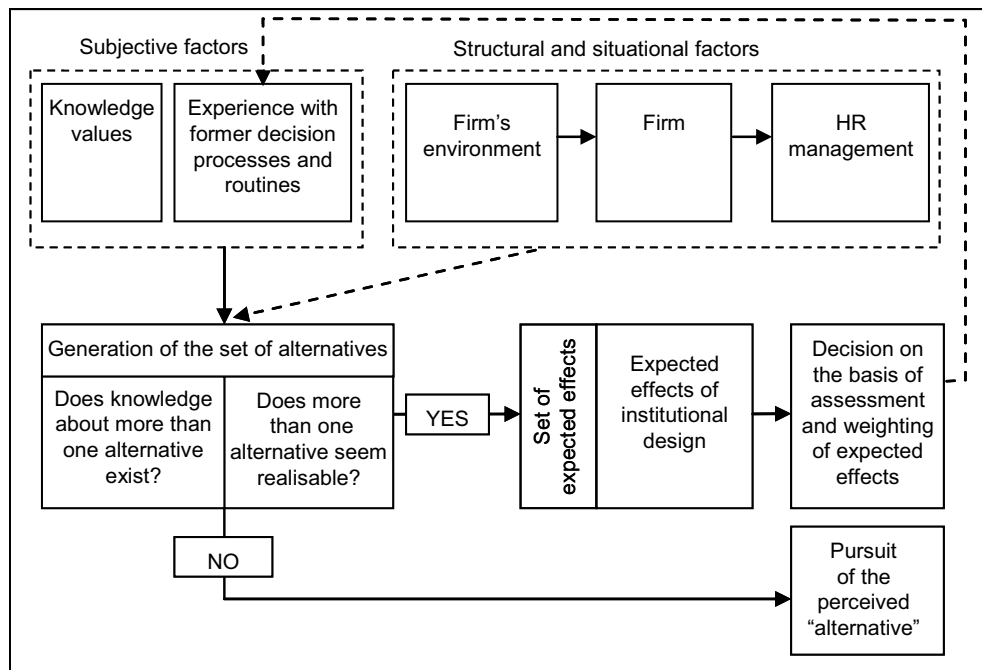 Subjective factors
Structural and situational factors
Knowledge
values
Experience with
former decision
processes and
routines
Firm's
environment
Firm
HR
management
Generation of the set of alternatives
Does knowledge
about more than
one alternative
exist?
Does more
than one
alternative seem
realisable?
YES
Set of
expected effects
Expected
effects of
institutional
design
Decision on
the basis of
assessment
and weighting
of expected
effects
NO
Pursuit
of the
perceived
“alternative”